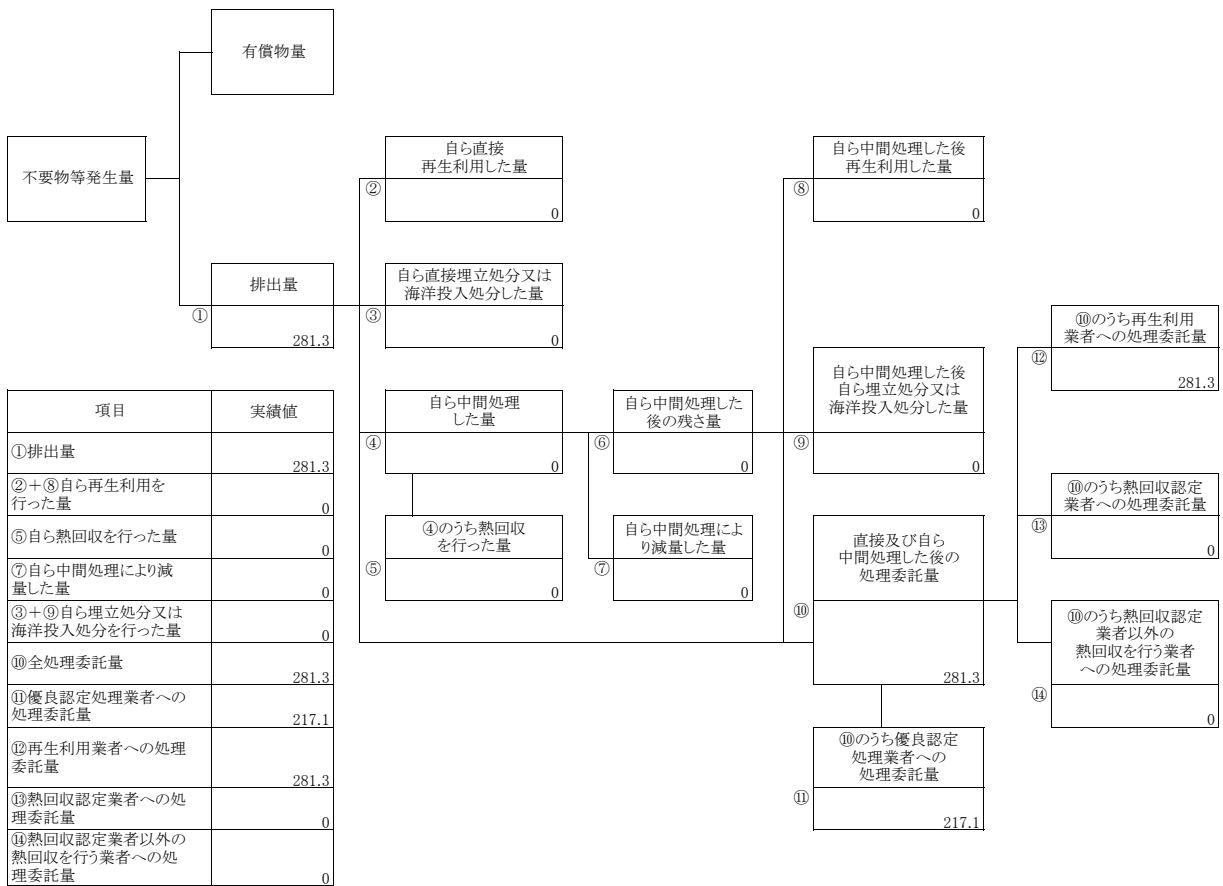 有償物量
不要物等発生量
排出量
①
281.3
自ら直接
再生利用した量
②
0
自ら直接埋立処分又は
海洋投入処分した量
③
0
自ら中間処理
した量
④
0
④のうち熱回収
を行った量
⑤
0
自ら中間処理した
後の残さ量
⑥
0
自ら中間処理によ
り減量した量
⑦
0
自ら中間処理した後
再生利用した量
⑧
0
自ら中間処理した後
自ら埋立処分又は
海洋投入処分した量
⑨
0
直接及び自ら
中間処理した後の
処理委託量
⑩
281.3
⑩のうち優良認定
処理業者への
処理委託量
⑪
217.1
⑩のうち再生利用
業者への処理委託量
⑫
281.3
⑩のうち熱回収認定
業者への処理委託量
⑬
0
⑩のうち熱回収認定
業者以外の
熱回収を行う業者
への処理委託量
⑭
0
項目 実績値
①排出量
281.3
②+⑧自ら再生利用を
行った量
0
⑤自ら熱回収を行った量
0
⑦自ら中間処理により減
量した量
0
③+⑨自ら埋立処分又は
海洋投入処分を行った量
0
⑩全処理委託量
281.3
⑪優良認定処理業者への
処理委託量
217.1
⑫再生利用業者への処理
委託量
281.3
⑬熱回収認定業者への処
理委託量
0
⑭熱回収認定業者以外の
熱回収を行う業者への処
理委託量
0